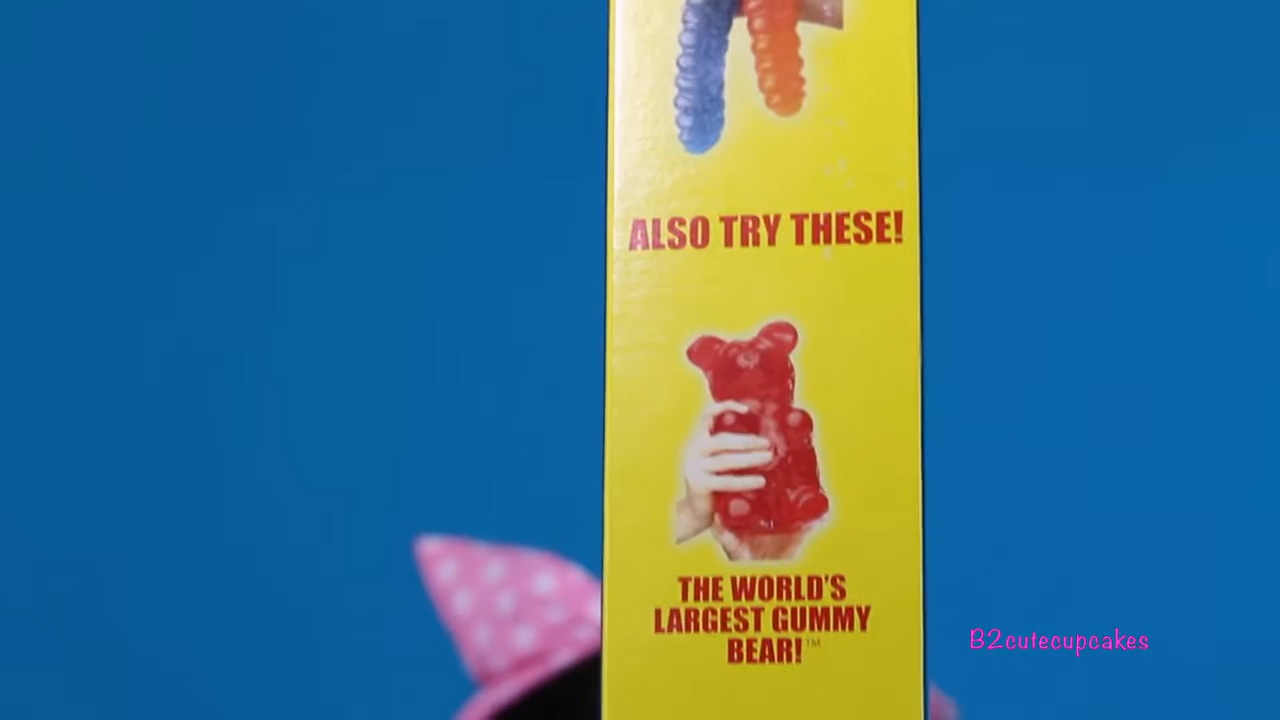 ALSO TRY THESE!
THE WORLD'S
LARGEST GUMMY
BEAR!™
B2cutecupcakes